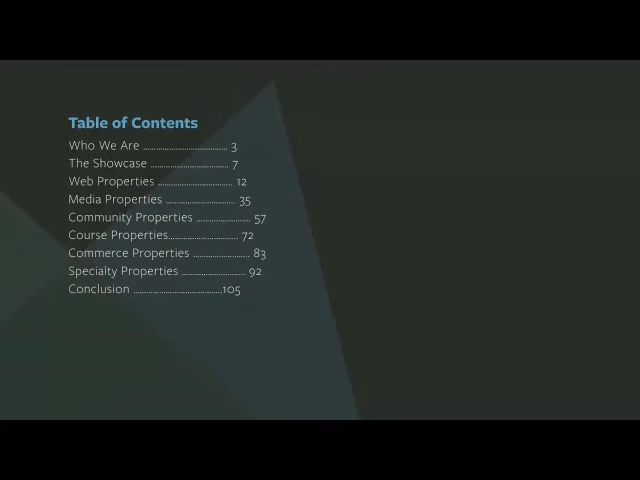 Table of Contents
Who We Are ..................................... 3
The Showcase .................................. 7
Web Properties ................................ 12
Media Properties .............................. 35
Community Properties ....................... 57
Course Properties.............................. 72
Commerce Properties ........................ 83
Specialty Properties ........................... 92
Conclusion .......................................105